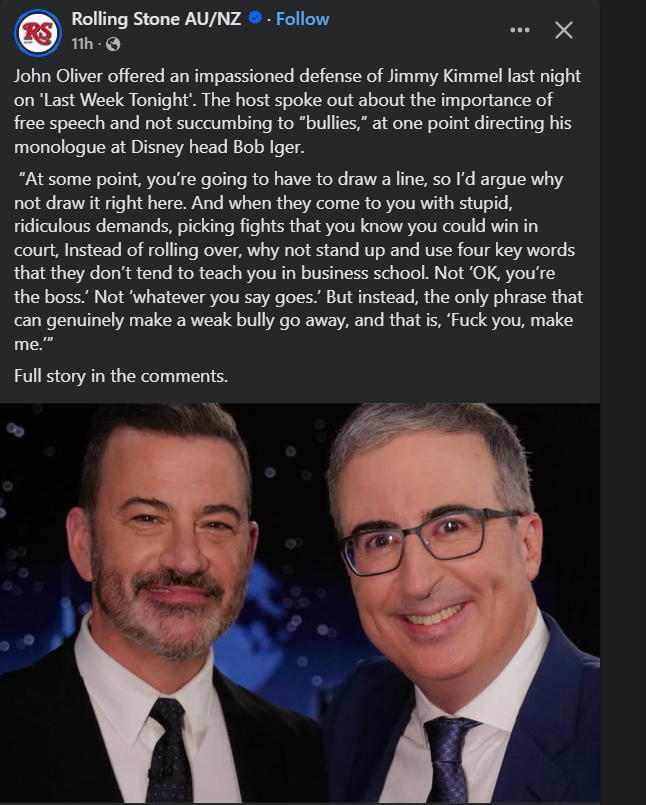 RS
Rolling Stone AU/NZ · Follow
11h ·
John Oliver offered an impassioned defense of Jimmy Kimmel last night
on 'Last Week Tonight'. The host spoke out about the importance of
free speech and not succumbing to “bullies,” at one point directing his
monologue at Disney head Bob Iger.
“At some point, you’re going to have to draw a line, so I’d argue why
not draw it right here. And when they come to you with stupid,
ridiculous demands, picking fights that you know you could win in
court, Instead of rolling over, why not stand up and use four key words
that they don’t tend to teach you in business school. Not ‘OK, you’re
the boss.’ Not ‘whatever you say goes.’ But instead, the only phrase that
can genuinely make a weak bully go away, and that is, ‘Fuck you, make
me.’”
Full story in the comments.